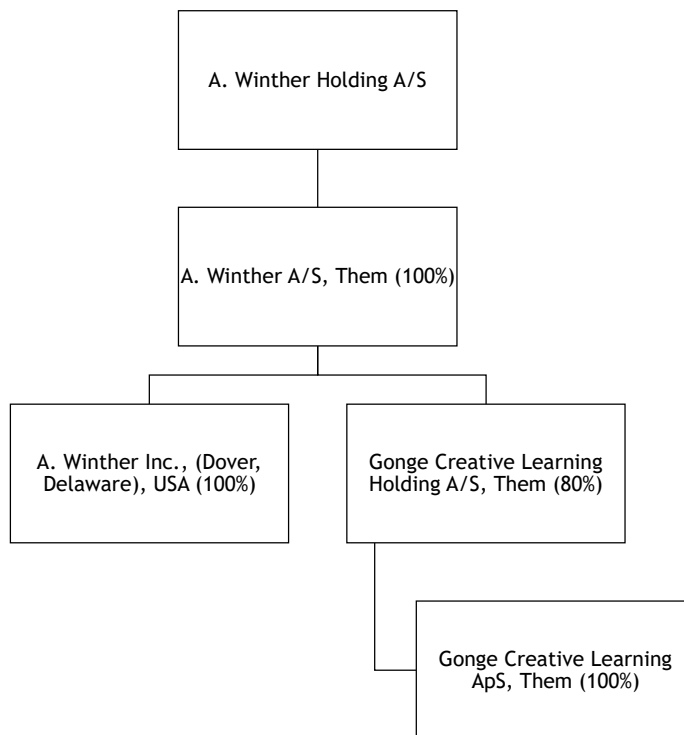 A. Winther Holding A/S
A. Winther A/S, Them (100%)
A. Winther Inc., (Dover,
Delaware), USA (100%)
Gonge Creative Learning
Holding A/S, Them (80%)
Gonge Creative Learning
ApS, Them (100%)